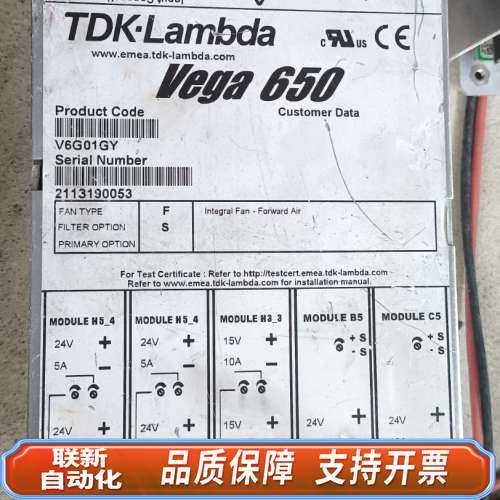 TDK-Lambda
c RU US CE
www.emea.tdk-lambda.com
Vega 650
Product Code
Customer Data
V6G01GY
Serial Number
2113190053
FAN TYPE F Integral Fan - Forward Air
FILTER OPTION S
PRIMARY OPTION
For Test Certificate : Refer to http://testcert.emea.tdk-lambda.com
Refer to www.emea.tdk-lambda.com for installation manual.
MODULE H5_4 MODULE H5_4 MODULE H3_3 MODULE B5 MODULE C5
24V + 24V + 15V + + S + S
5A 5A 10A - S - S
24V 24V 15V 24V 24V
联新 自动化
品质保障 支持开票